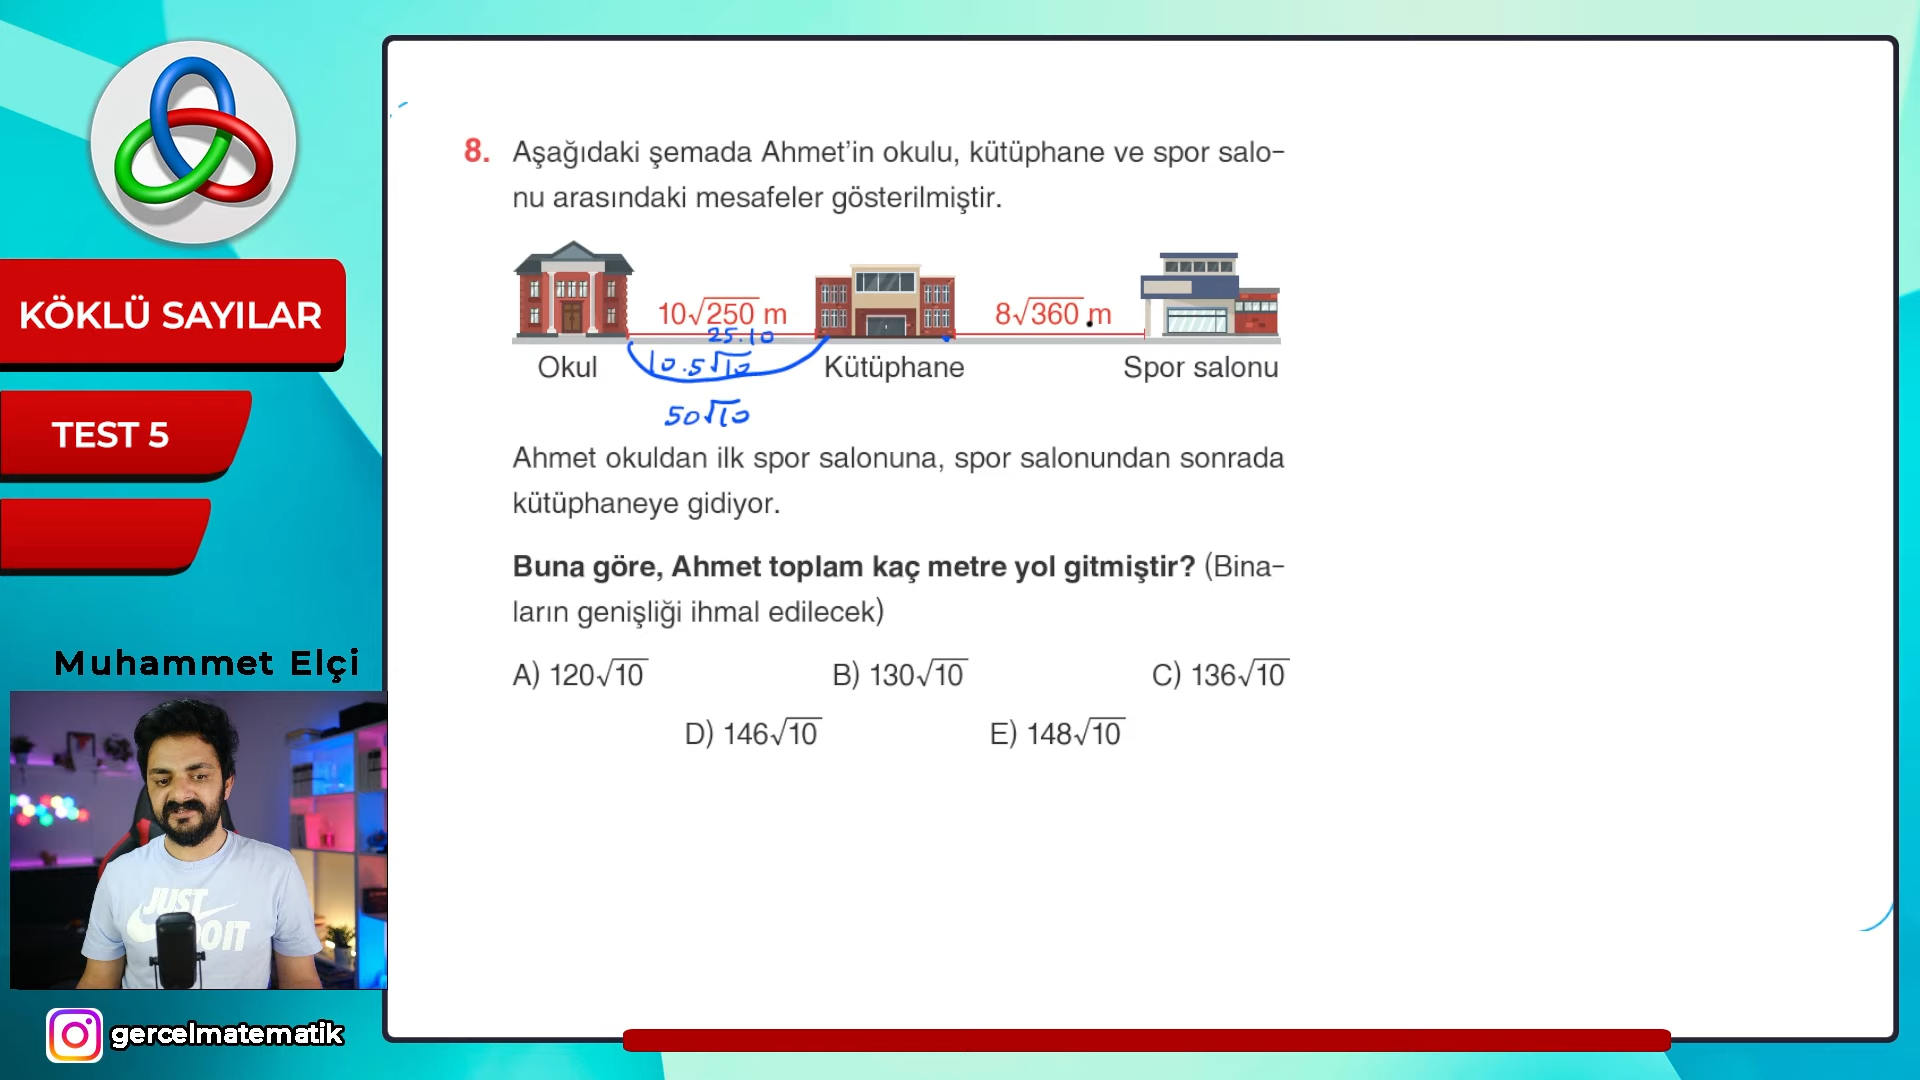 KÖKLÜ SAYILAR
TEST 5
Muhammet Elçi
JUST
DO IT
gercelmatematik
8. Aşağıdaki şemada Ahmet'in okulu, kütüphane ve spor salo-
nu arasındaki mesafeler gösterilmiştir.
10√250 m 8√360 m
25.10
10.5√10
Okul Kütüphane Spor salonu
50√10
Ahmet okuldan ilk spor salonuna, spor salonundan sonrada
kütüphaneye gidiyor.
Buna göre, Ahmet toplam kaç metre yol gitmiştir? (Bina-
ların genişliği ihmal edilecek)
A) 120√10 B) 130√10 C) 136√10
D) 146√10 E) 148√10